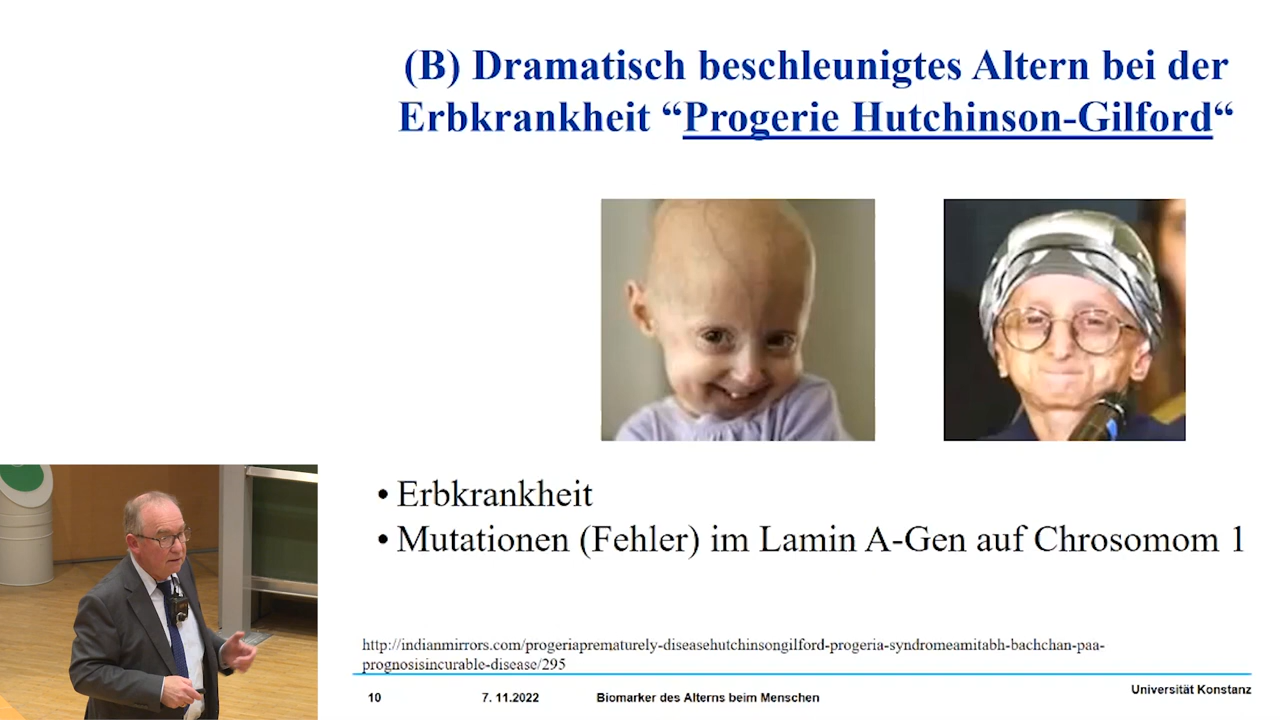 (B) Dramatisch beschleunigtes Altern bei der
Erbkrankheit “Progerie Hutchinson-Gilford“
• Erbkrankheit
• Mutationen (Fehler) im Lamin A-Gen auf Chrosomom 1
http://indianmirrors.com/progeriaprematurely-diseasehutchinsongilford-progeria-syndromeamitabh-bachchan-paa-
prognosisincurable-disease/295
10 7. 11.2022 Biomarker des Alterns beim Menschen Universität Konstanz